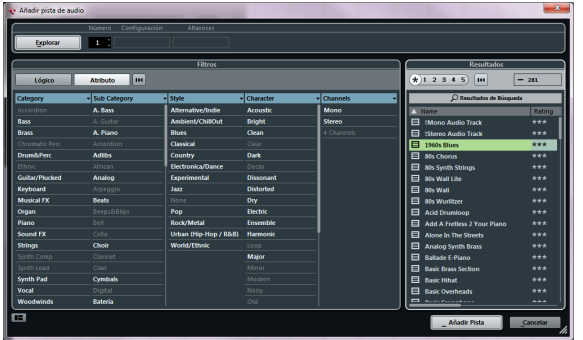 Añadir pista de audio
Número Configuración Altavoces
Explorar 1
Filtros
Lógico Atributo
Category Sub Category Style Character Channels
Accordion A. Bass Alternative/Indie Acoustic Mono
Bass A. Guitar Ambient/ChillOut Bright Stereo
Brass A. Piano Blues Clean 4 Channels
Chromatic Perc Accordion Classical Clear
Drum&Perc Adlibs Country Dark
Ethnic African Electronica/Dance Decay
Guitar/Plucked Analog Experimental Dissonant
Keyboard Arpeggio Jazz Distorted
Musical FX Beats None Dry
Organ Beeps&Blips Pop Electric
Piano Bell Rock/Metal Ensemble
Sound FX Cello Urban (Hip-Hop / R&B) Harmonic
Strings Choir World/Ethnic Loop
Synth Comp Clarinet Major
Synth Lead Clavi Minor
Synth Pad Cymbals Modern
Vocal Digital Noisy
Woodwinds Batería Old
Resultados
1 2 3 4 5 281
Resultados de Búsqueda
Name Rating
!Mono Audio Track ***
!Stereo Audio Track ***
1960s Blues ***
80s Chorus ***
80s Synth Strings ***
80s Wall Lite ***
80s Wall ***
80s Wurlitzer ***
Acid Drumloop ***
Add A Fretless 2 Your Piano ***
Alone In The Streets ***
Analog Synth Brass ***
Ballade E-Piano ***
Basic Brass Section ***
Basic Hihat ***
Basic Overheads ***
Añadir Pista Cancelar